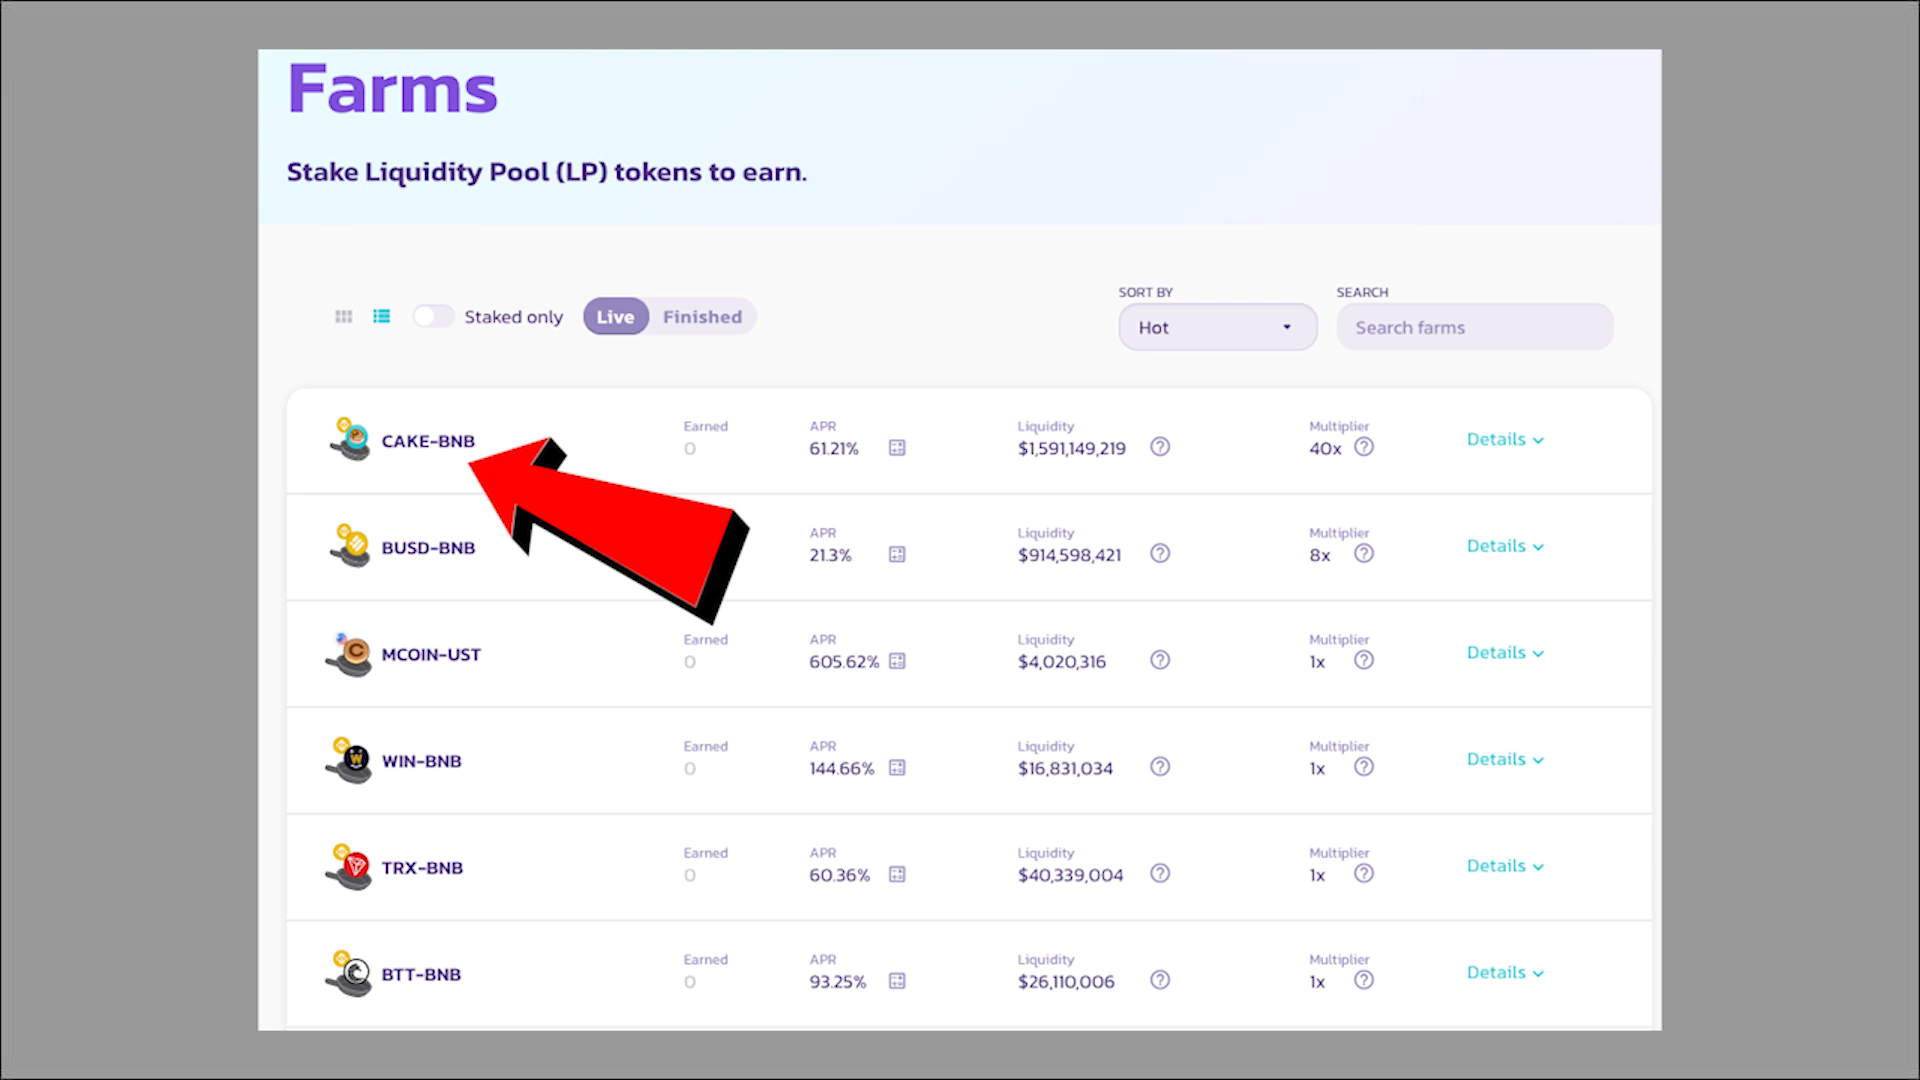 Farms
Stake Liquidity Pool (LP) tokens to earn.
Staked only
Live
Finished
SORT BY
Hot
SEARCH
Search farms
CAKE-BNB
Earned
0
APR
61.21%
Liquidity
$1,591,149,219
Multiplier
40x
Details
BUSD-BNB
APR
21.3%
Liquidity
$914,598,421
Multiplier
8x
Details
MCOIN-UST
Earned
0
APR
605.62%
Liquidity
$4,020,316
Multiplier
1x
Details
WIN-BNB
Earned
0
APR
144.66%
Liquidity
$16,831,034
Multiplier
1x
Details
TRX-BNB
Earned
0
APR
60.36%
Liquidity
$40,339,004
Multiplier
1x
Details
BTT-BNB
Earned
0
APR
93.25%
Liquidity
$26,110,006
Multiplier
1x
Details